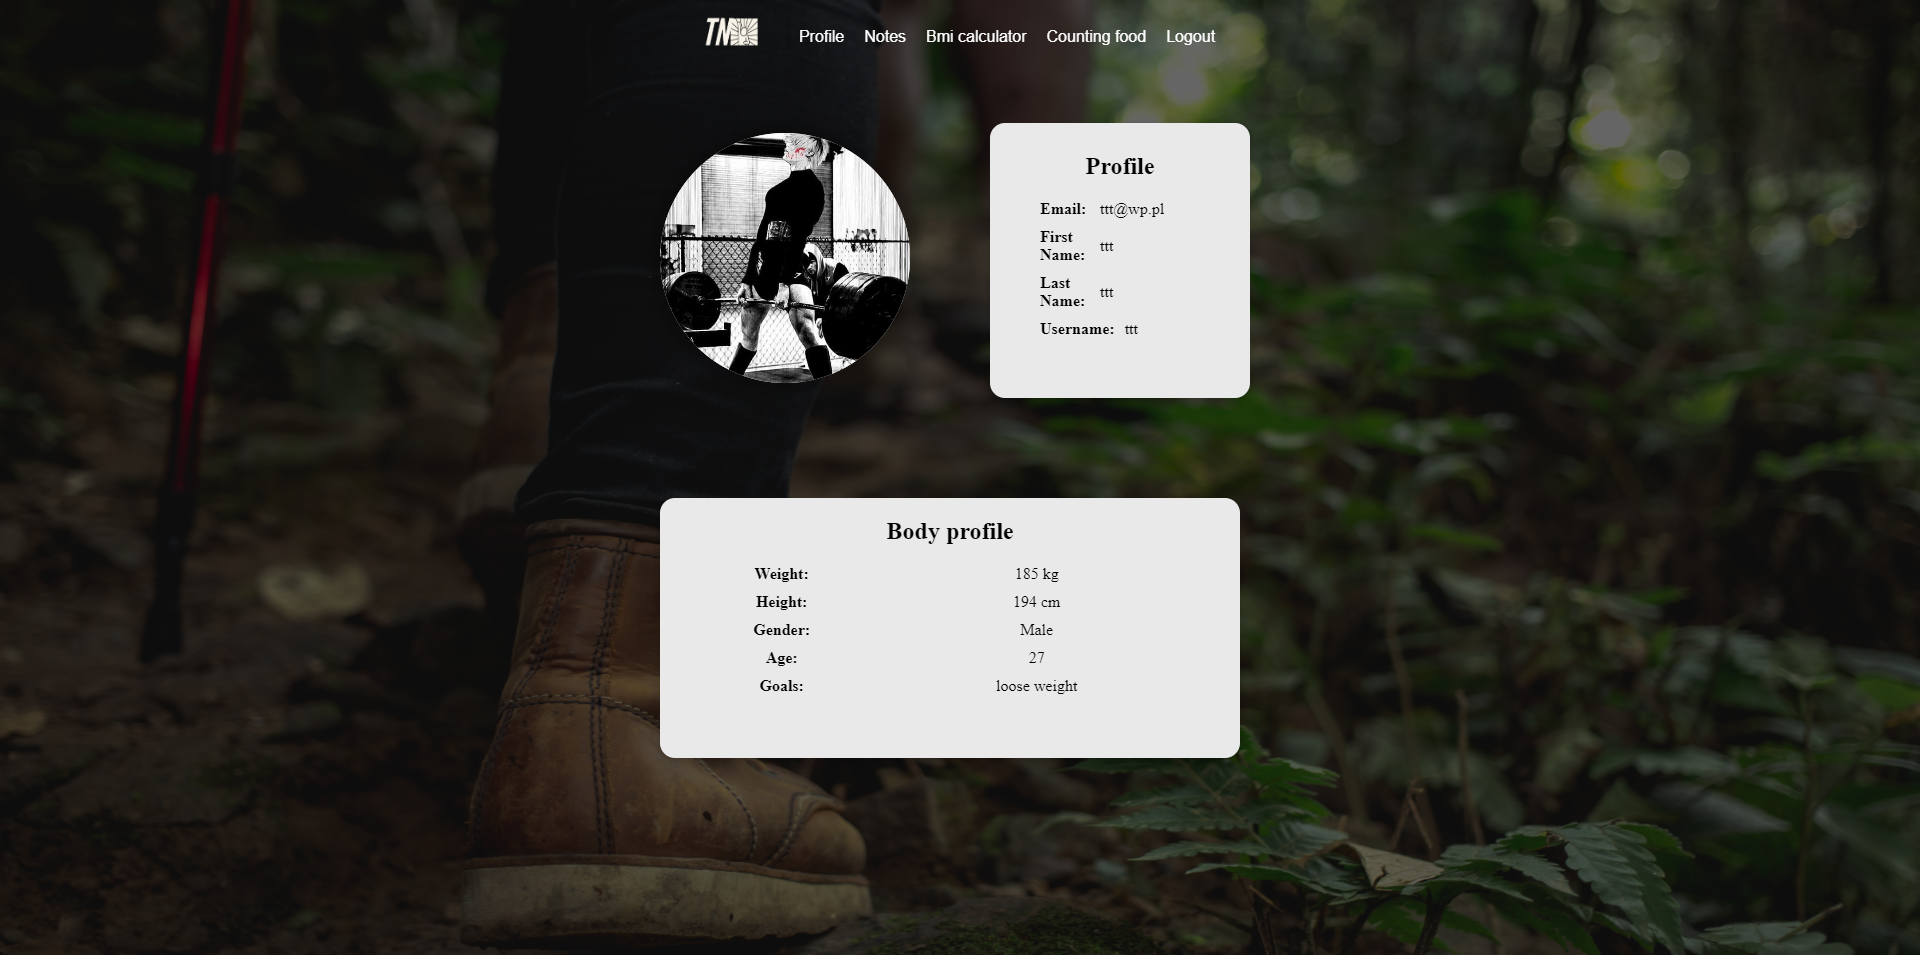 TM
Profile Notes Bmi calculator Counting food Logout
Profile
Email: ttt@wp.pl
First
Name: ttt
Last
Name: ttt
Username: ttt
Body profile
Weight: 185 kg
Height: 194 cm
Gender: Male
Age: 27
Goals: loose weight